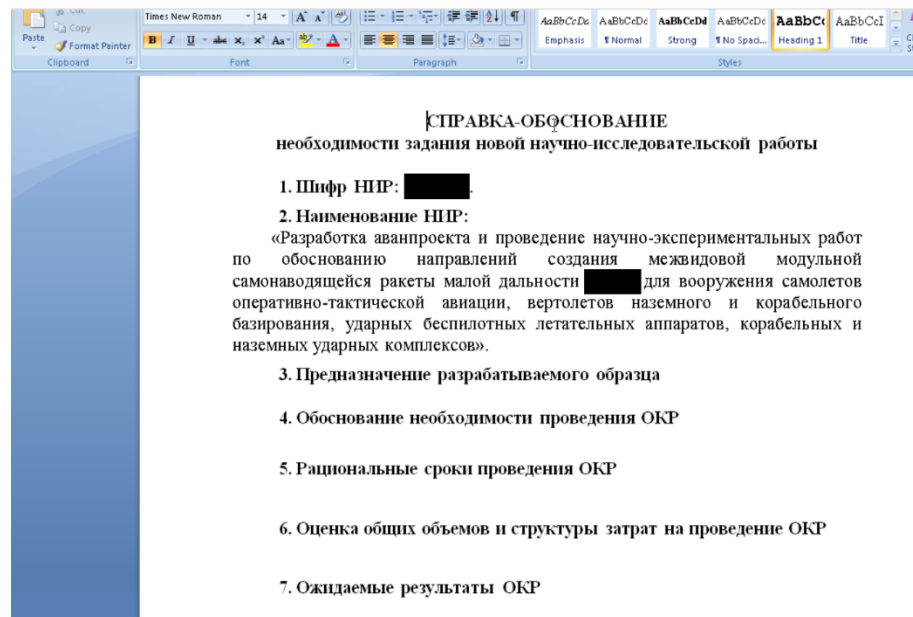 Cut
Times New Roman
14
Copy
Paste
Format Painter
AaBbCcDc AaBbCcDc AaBbCcDd AaBbCcDc AaBbCc AaBbCcI
Emphasis ¶ Normal Strong ¶ No Spaci... Heading 1 Title
Clipboard Font Paragraph Styles
СПРАВКА-ОБОСНОВАНИЕ
необходимости задания новой научно-исследовательской работы
1. Шифр НИР: .
2. Наименование НИР:
«Разработка аванпроекта и проведение научно-экспериментальных работ
по обоснованию направлений создания межвидовой модульной
самонаводящейся ракеты малой дальности для вооружения самолетов
оперативно-тактической авиации, вертолетов наземного и корабельного
базирования, ударных беспилотных летательных аппаратов, корабельных и
наземных ударных комплексов».
3. Предназначение разрабатываемого образца
4. Обоснование необходимости проведения ОКР
5. Рациональные сроки проведения ОКР
6. Оценка общих объемов и структуры затрат на проведение ОКР
7. Ожидаемые результаты ОКР